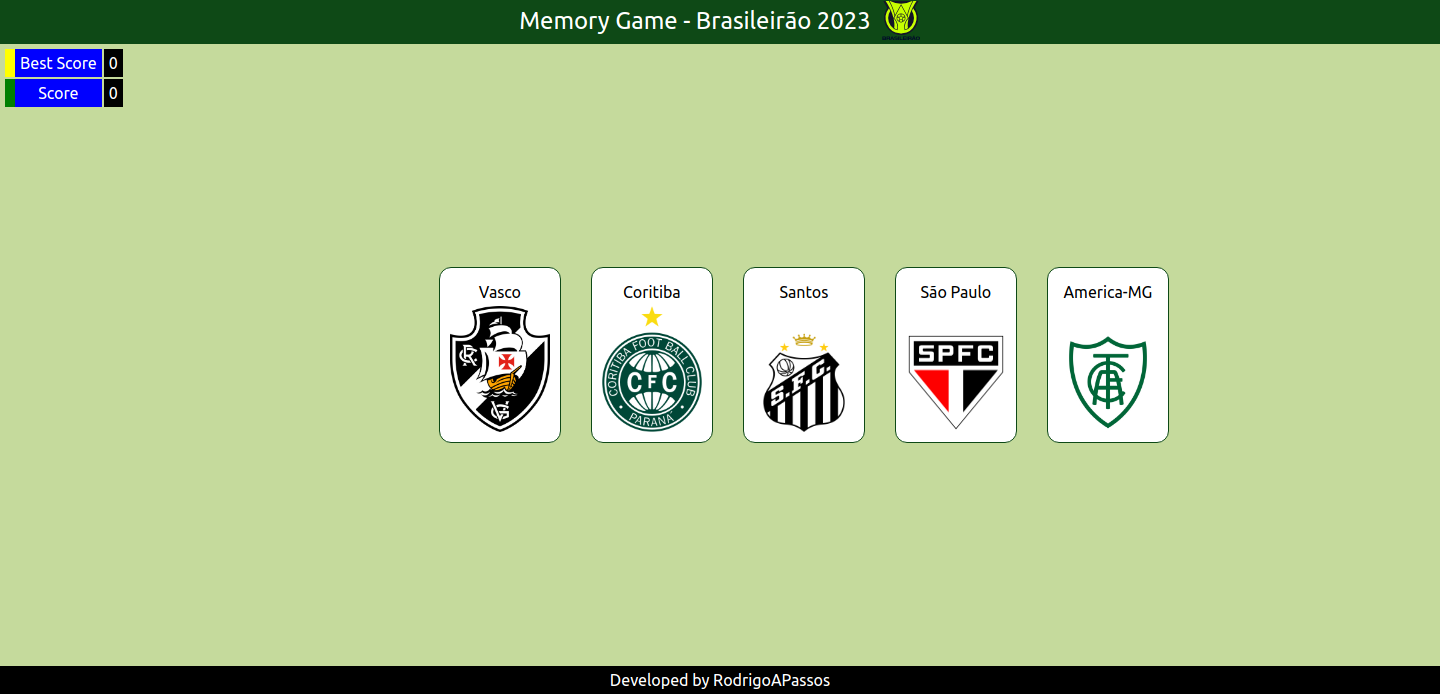 Memory Game - Brasileirão 2023
BRASILEIRÃO
Best Score 0
Score 0
Vasco
Coritiba
Santos
São Paulo
America-MG
CORITIBA FOOT BALL CLUB
CFC
PARANÁ
S.F.C.
SPFC
Developed by RodrigoAPassos